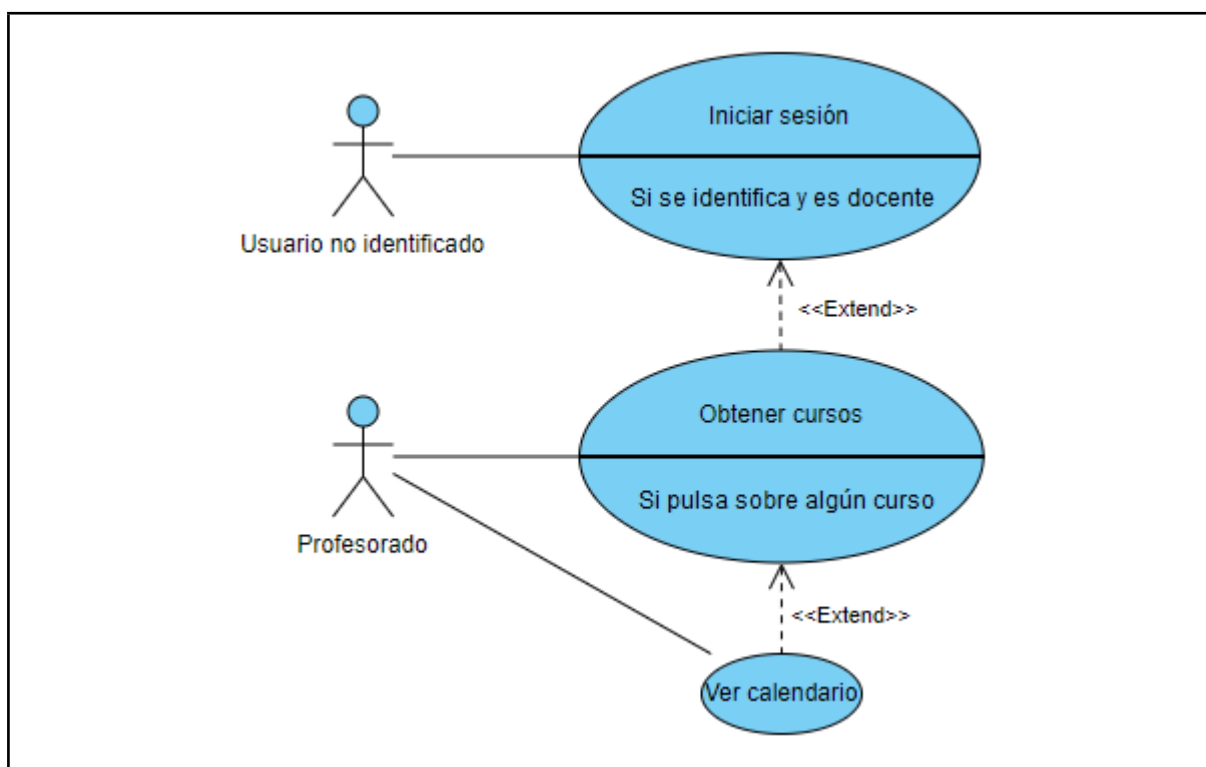 Iniciar sesión
Si se identifica y es docente
Usuario no identificado
<<Extend>>
Obtener cursos
Si pulsa sobre algún curso
Profesorado
<<Extend>>
Ver calendario